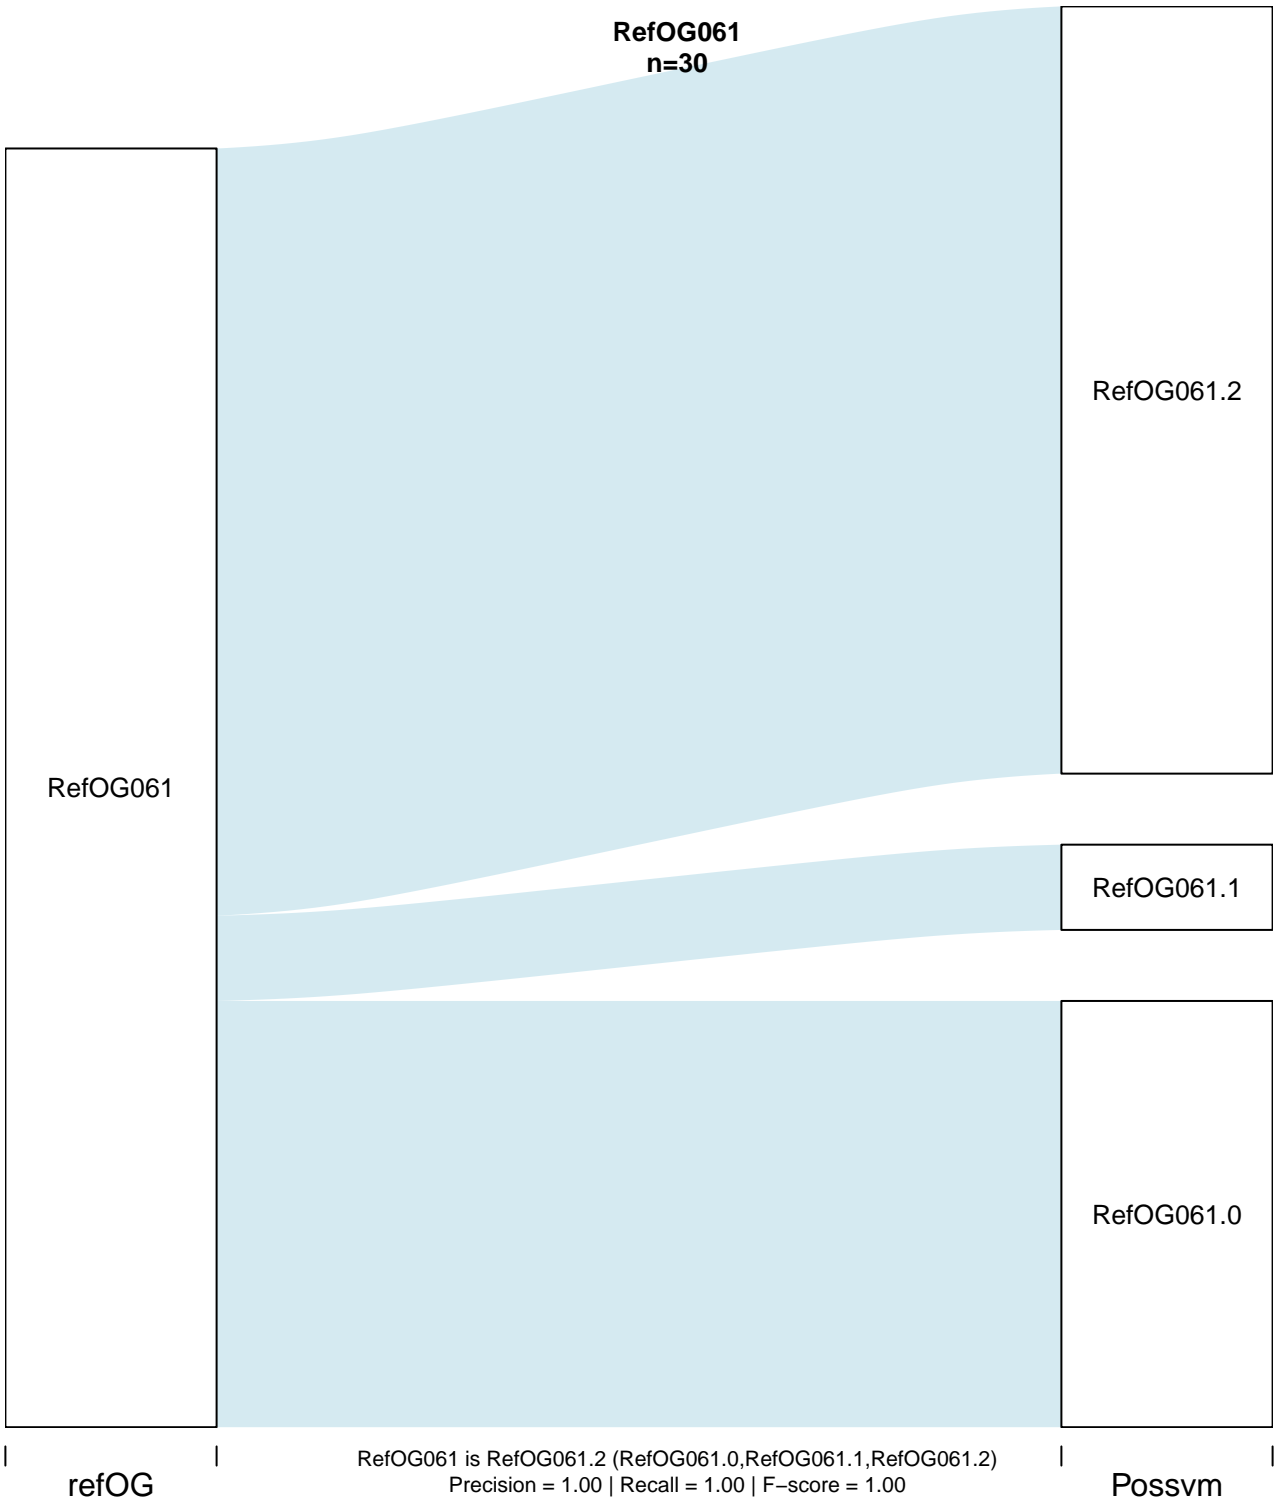 RefOG061
n=30
RefOG061.2
RefOG061
RefOG061.1
RefOG061.0
RefOG061 is RefOG061.2 (RefOG061.0,RefOG061.1,RefOG061.2)
Precision = 1.00 | Recall = 1.00 | F−score = 1.00
refOG
Possvm